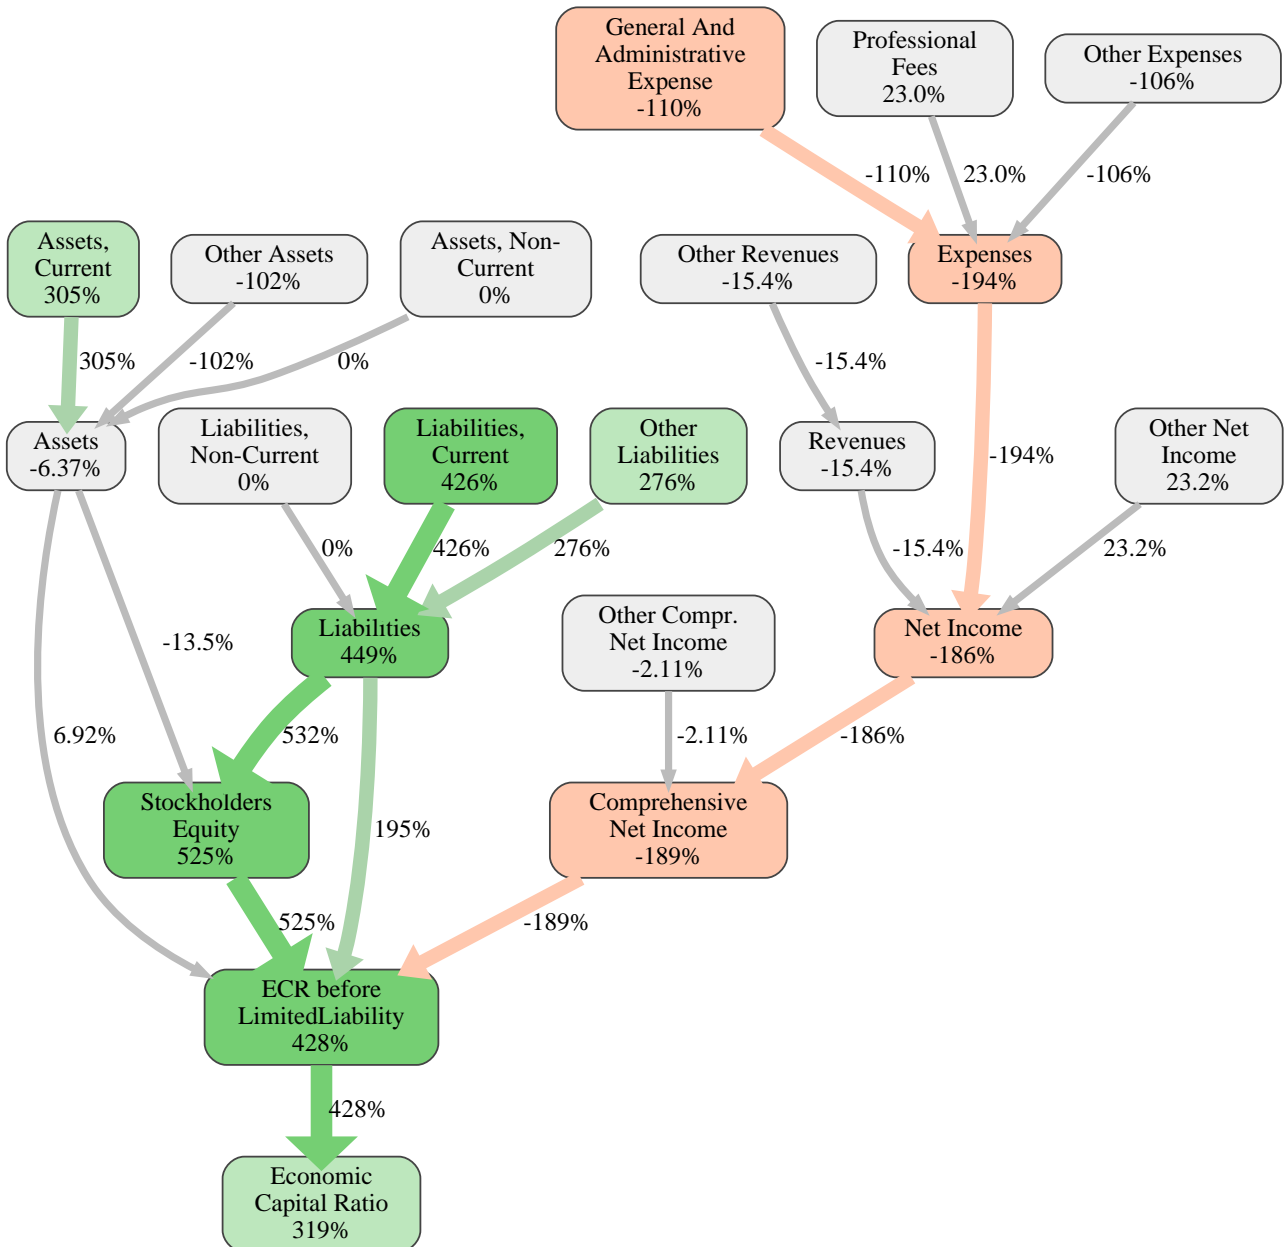 General And
Administrative
Expense
-110%
Professional
Fees
23.0%
Other Expenses
-106%
-110%
23.0%
-106%
Assets,
Current
305%
Other Assets
-102%
Assets, Non-
Current
0%
Other Revenues
-15.4%
Expenses
-194%
305%
-102%
0%
-15.4%
Assets
-6.37%
Liabilities,
Non-Current
0%
Liabilities,
Current
426%
Other
Liabilities
276%
Revenues
-15.4%
-194%
Other Net
Income
23.2%
0%
426%
276%
-15.4%
23.2%
-13.5%
Liabilities
449%
Other Compr.
Net Income
-2.11%
Net Income
-186%
6.92%
532%
-2.11%
-186%
Stockholders
Equity
525%
195%
Comprehensive
Net Income
-189%
525%
-189%
ECR before
LimitedLiability
428%
428%
Economic
Capital Ratio
319%